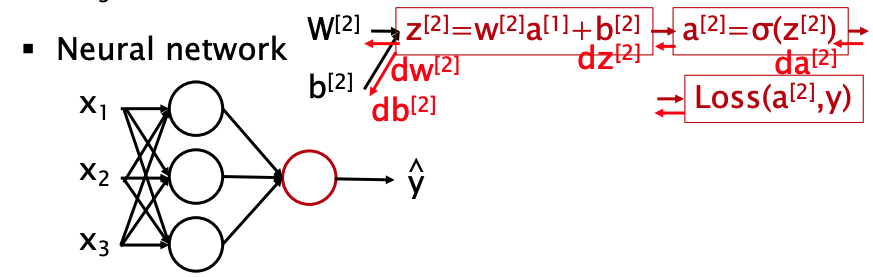 W[2]
z[2]=w[2]a[1]+b[2]
a[2]=σ(z[2])
▪ Neural network
dw[2]
dz[2]
da[2]
b[2]
db[2]
Loss(a[2],y)
x1
x2
ŷ
x3